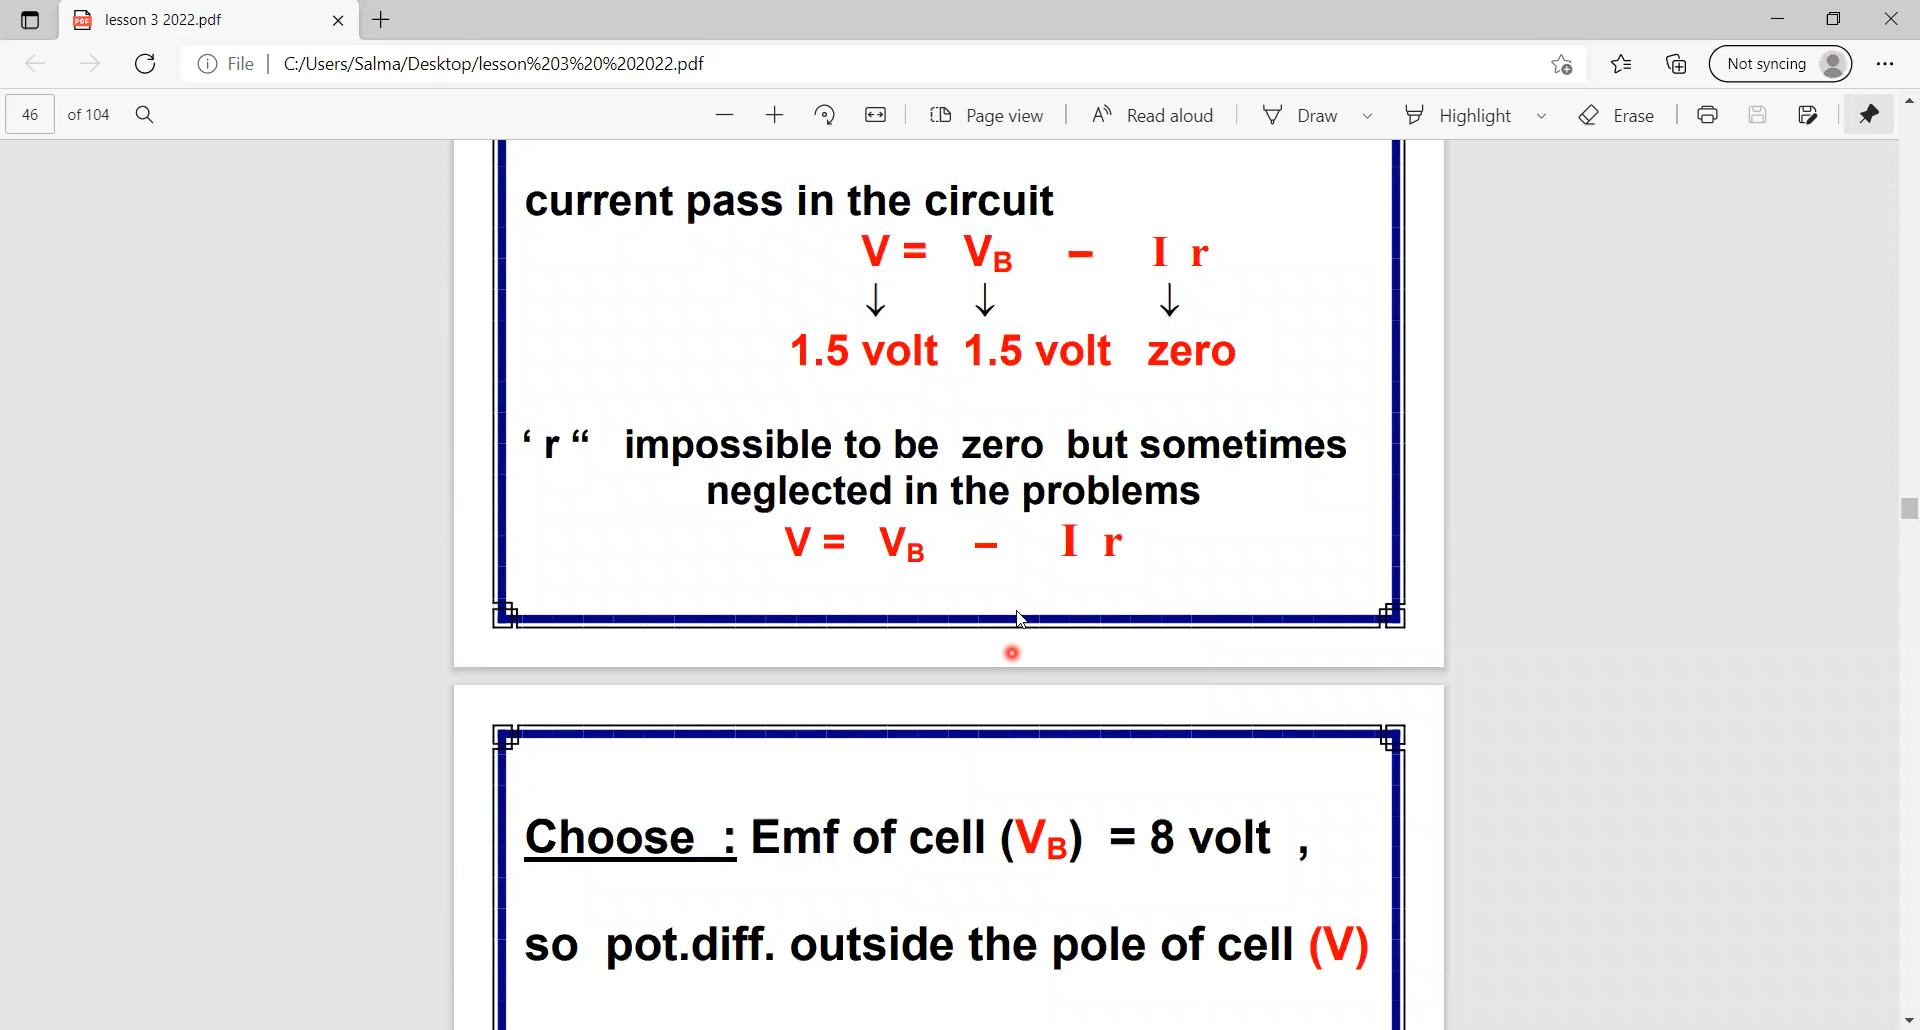 lesson 3 2022.pdf
File C:/Users/Salma/Desktop/lesson%203%20%202022.pdf Not syncing
46 of 104 Page view Read aloud Draw Highlight Erase
current pass in the circuit
V = VB – I r
↓ ↓ ↓
1.5 volt 1.5 volt zero
‘ r “ impossible to be zero but sometimes
neglected in the problems
V = VB – I r
Choose : Emf of cell (VB) = 8 volt ,
so pot.diff. outside the pole of cell (V)